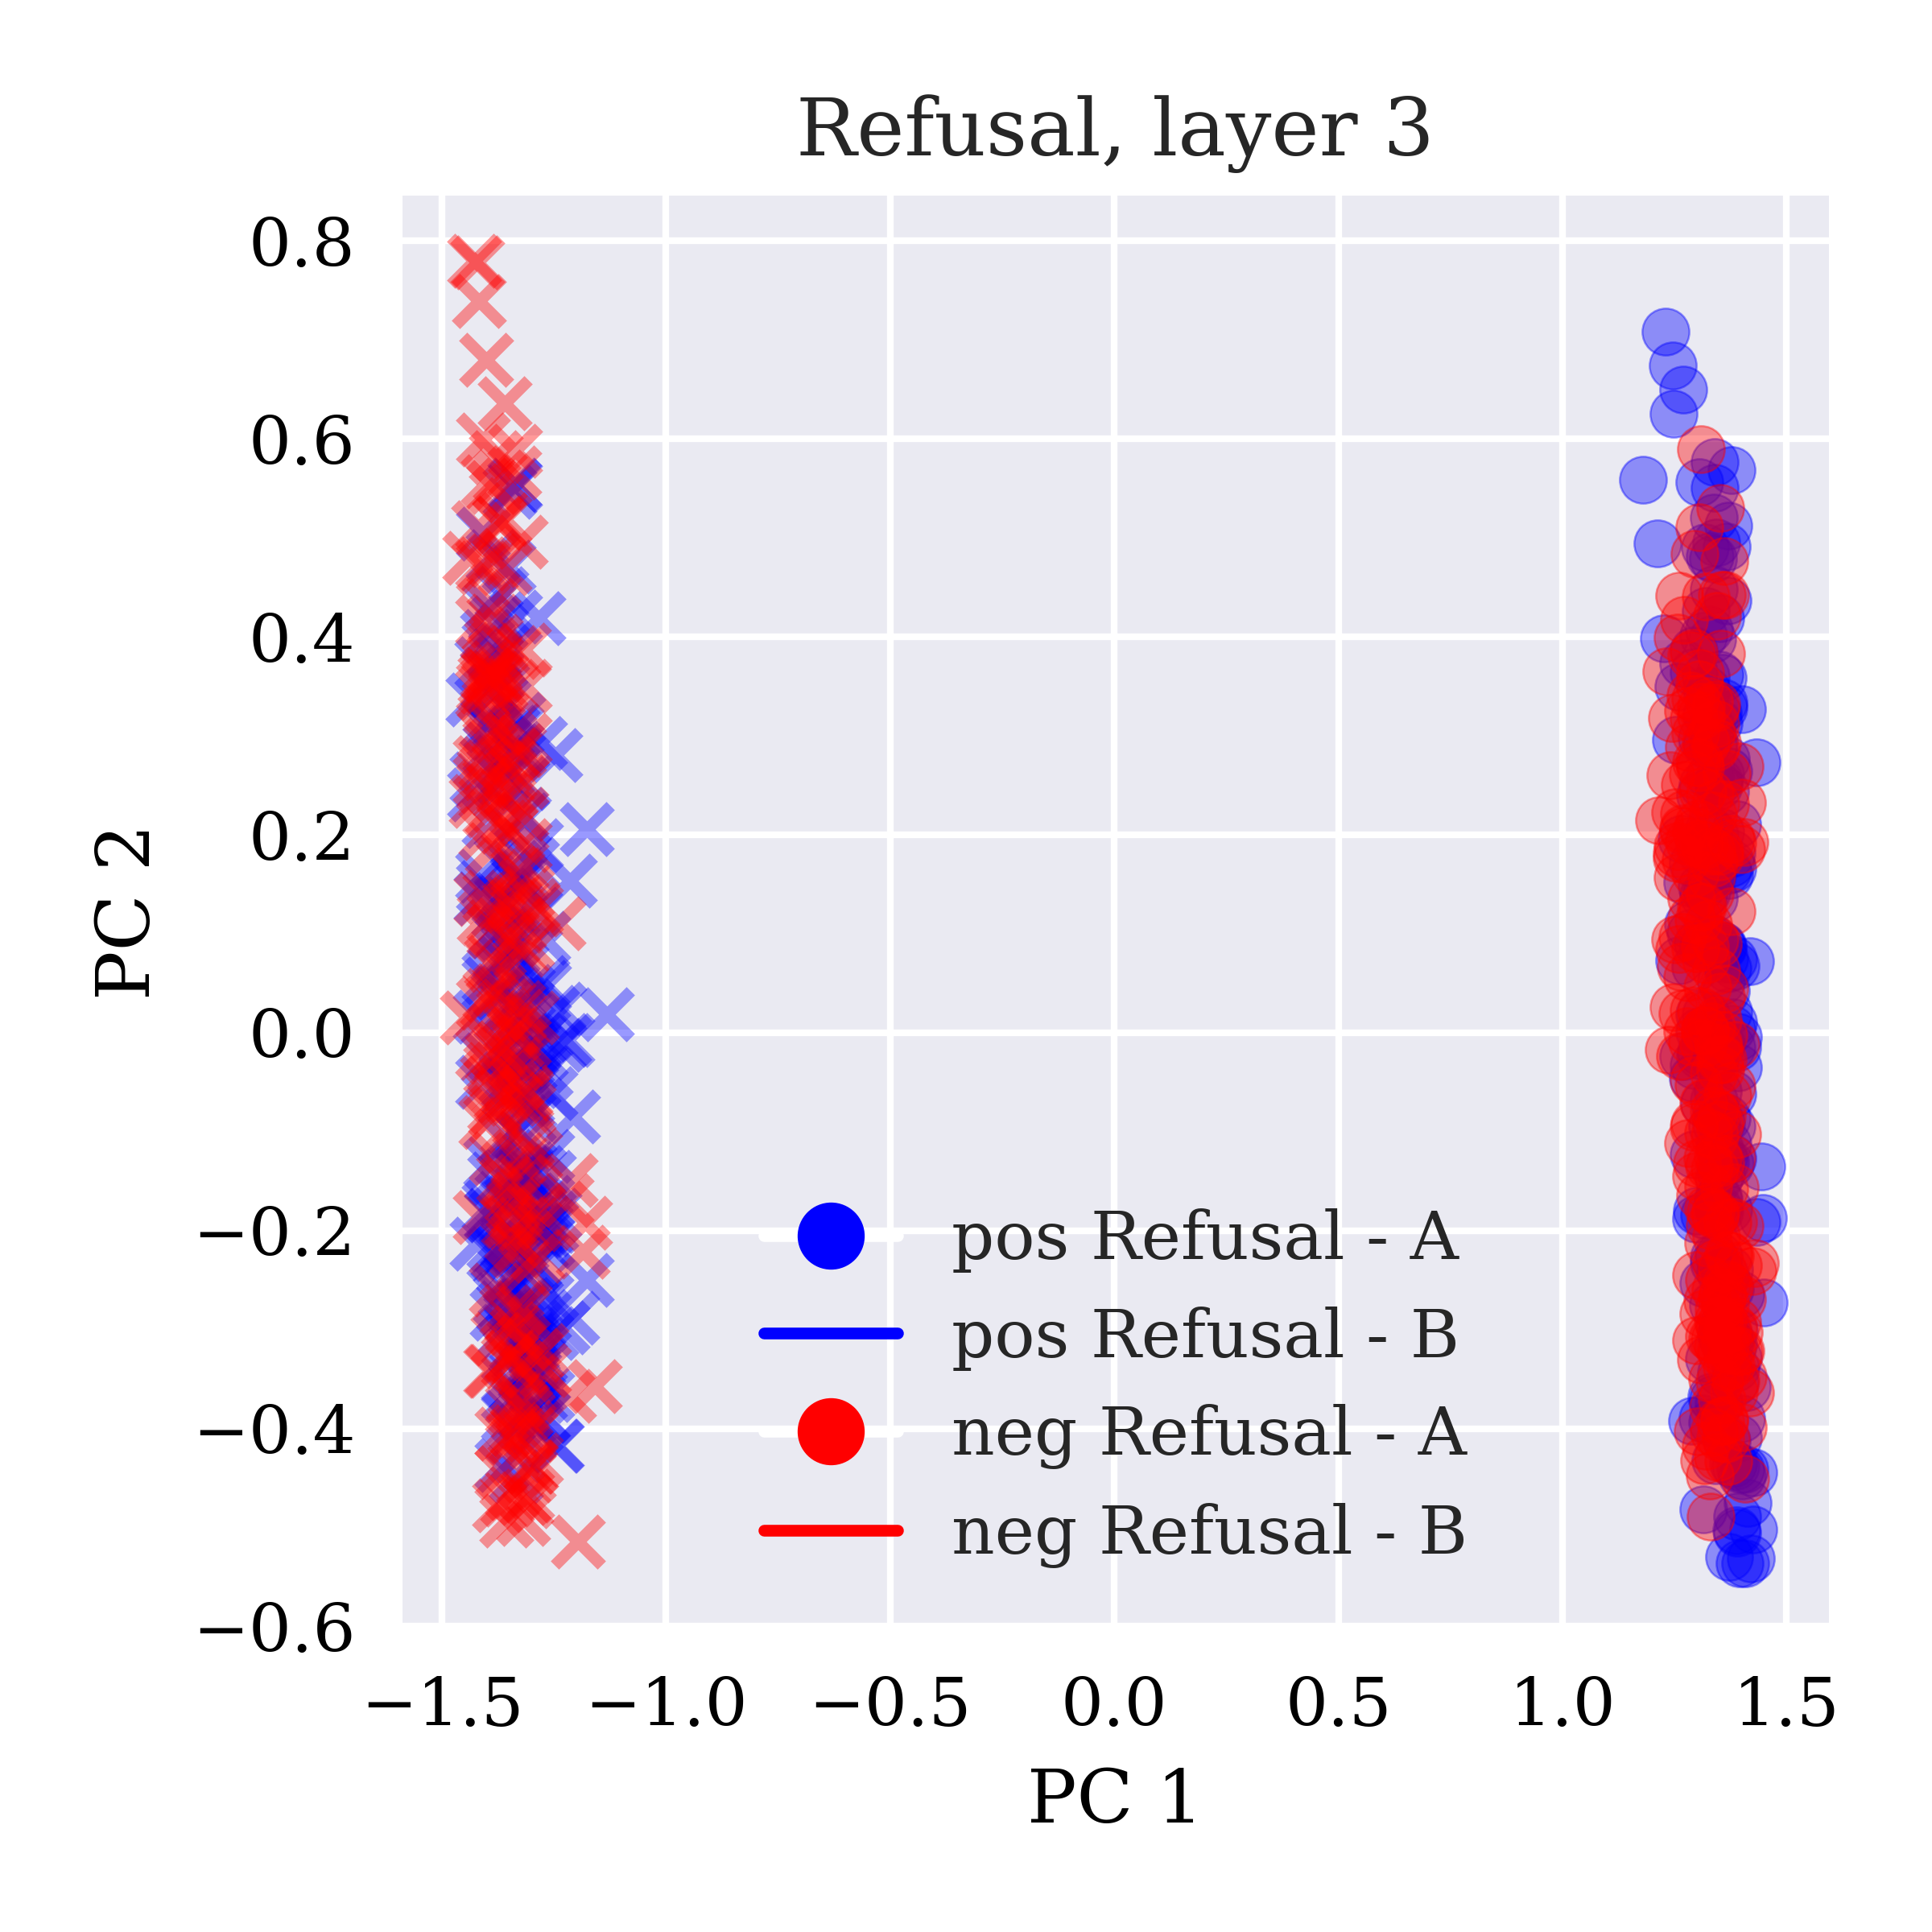 Refusal, layer 3
0.8
0.6
0.4
0.2
0.0
−0.2
−0.4
−0.6
PC 2
pos Refusal - A
pos Refusal - B
neg Refusal - A
neg Refusal - B
−1.5 −1.0 −0.5 0.0 0.5 1.0 1.5
PC 1